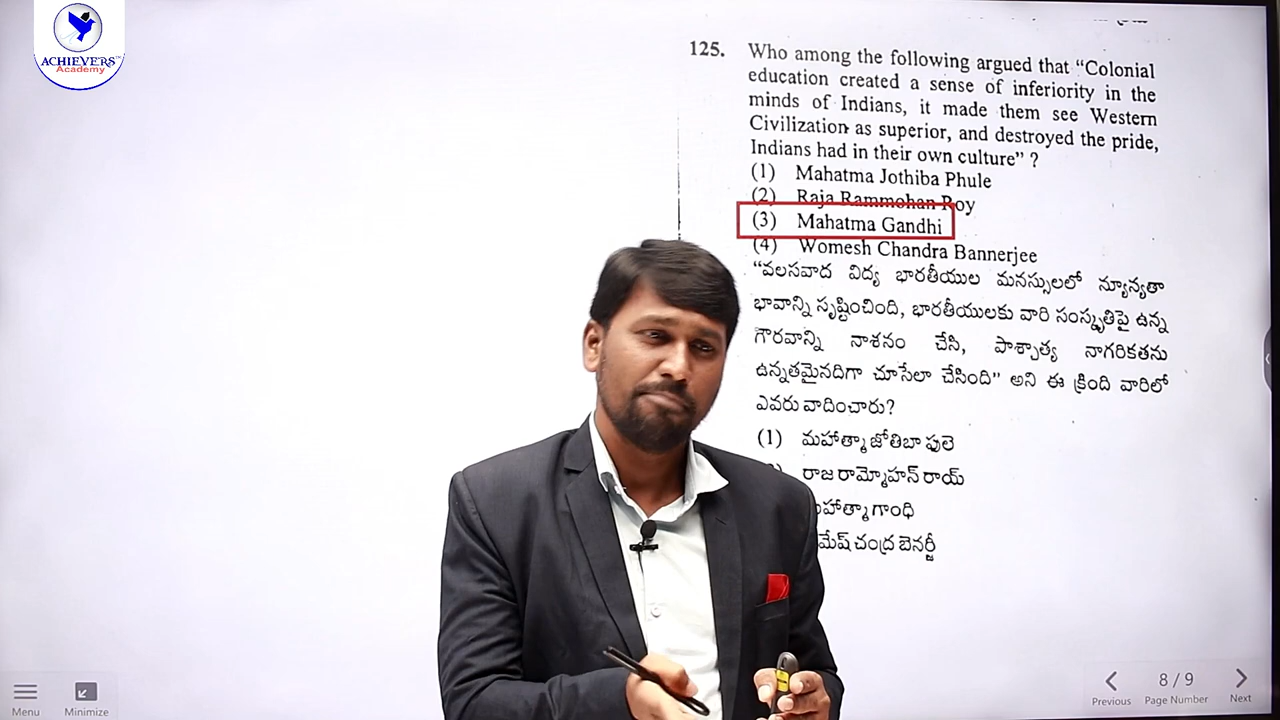 ACHIEVERS
Academy
125. Who among the following argued that “Colonial
education created a sense of inferiority in the
minds of Indians, it made them see Western
Civilization as superior, and destroyed the pride,
Indians had in their own culture” ?
(1) Mahatma Jothiba Phule
(2) Raja Rammohan Roy
(3) Mahatma Gandhi
(4) Womesh Chandra Bannerjee
“వలసవాద విద్య భారతీయుల మనస్సులలో న్యూన్యతా
భావాన్ని సృష్టించింది, భారతీయులకు వారి సంస్కృతిపై ఉన్న
గౌరవాన్ని నాశనం చేసి, పాశ్చాత్య నాగరికతను
ఉన్నతమైనదిగా చూసేలా చేసింది” అని ఈ క్రింది వారిలో
ఎవరు వాదించారు?
(1) మహాత్మా జోతిబా ఫులె
రాజ రామ్మోహన్ రాయ్
గాంధి
చంద్ర బెనర్జీ
Menu
Minimize
Previous
8 / 9
Page Number
Next